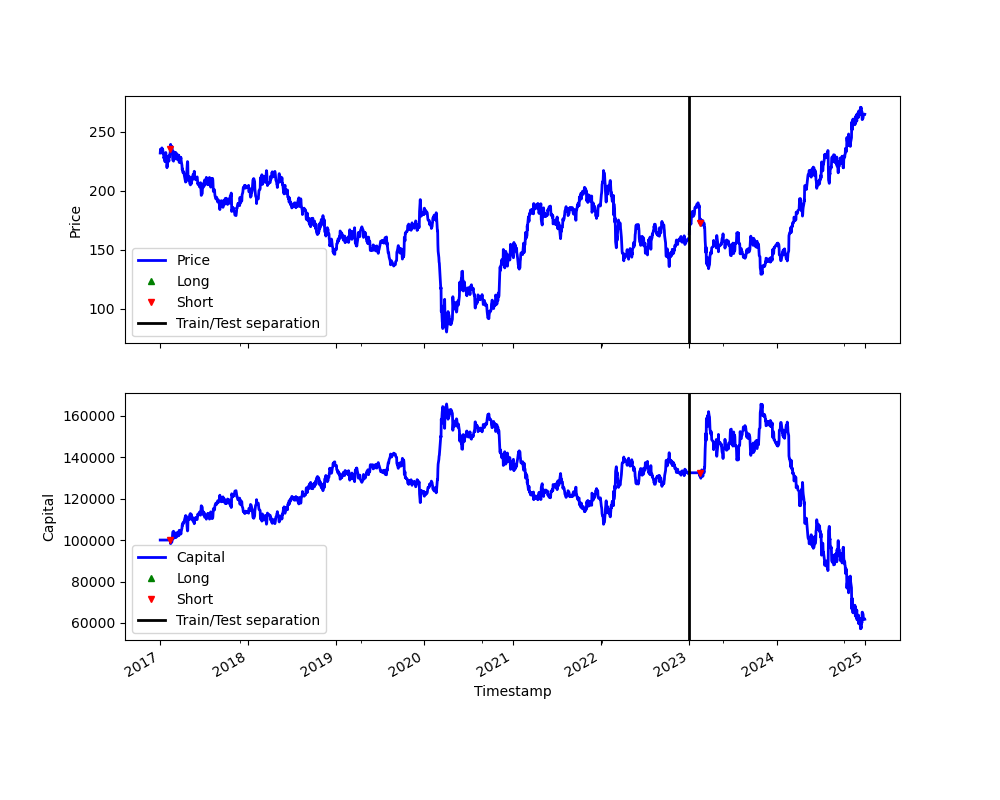 250
200
150
100
Price
Price
Long
Short
Train/Test separation
160000
140000
120000
100000
80000
60000
Capital
Capital
Long
Short
Train/Test separation
2017 2018 2019 2020 2021 2022 2023 2024 2025
Timestamp